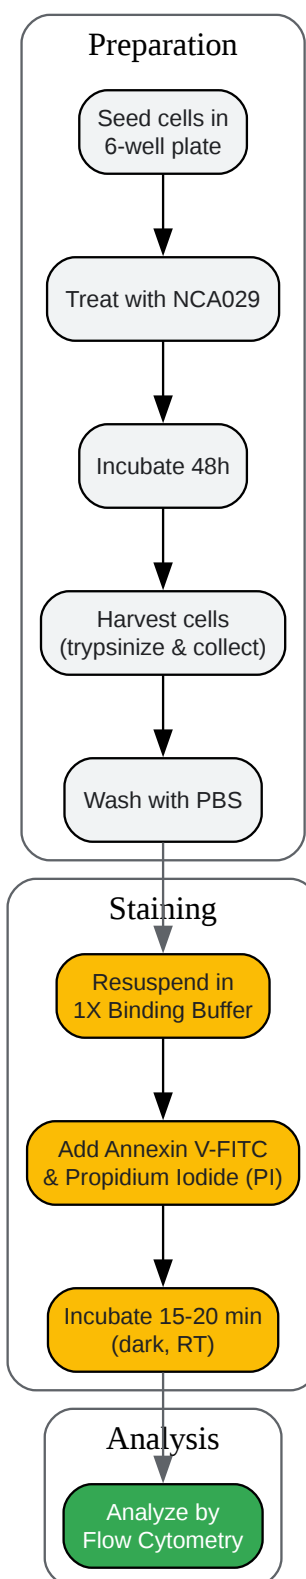 Preparation
Seed cells in
6-well plate
Treat with NCA029
Incubate 48h
Harvest cells
(trypsinize & collect)
Wash with PBS
Staining
Resuspend in
1X Binding Buffer
Add Annexin V-FITC
& Propidium Iodide (PI)
Incubate 15-20 min
(dark, RT)
Analysis
Analyze by
Flow Cytometry